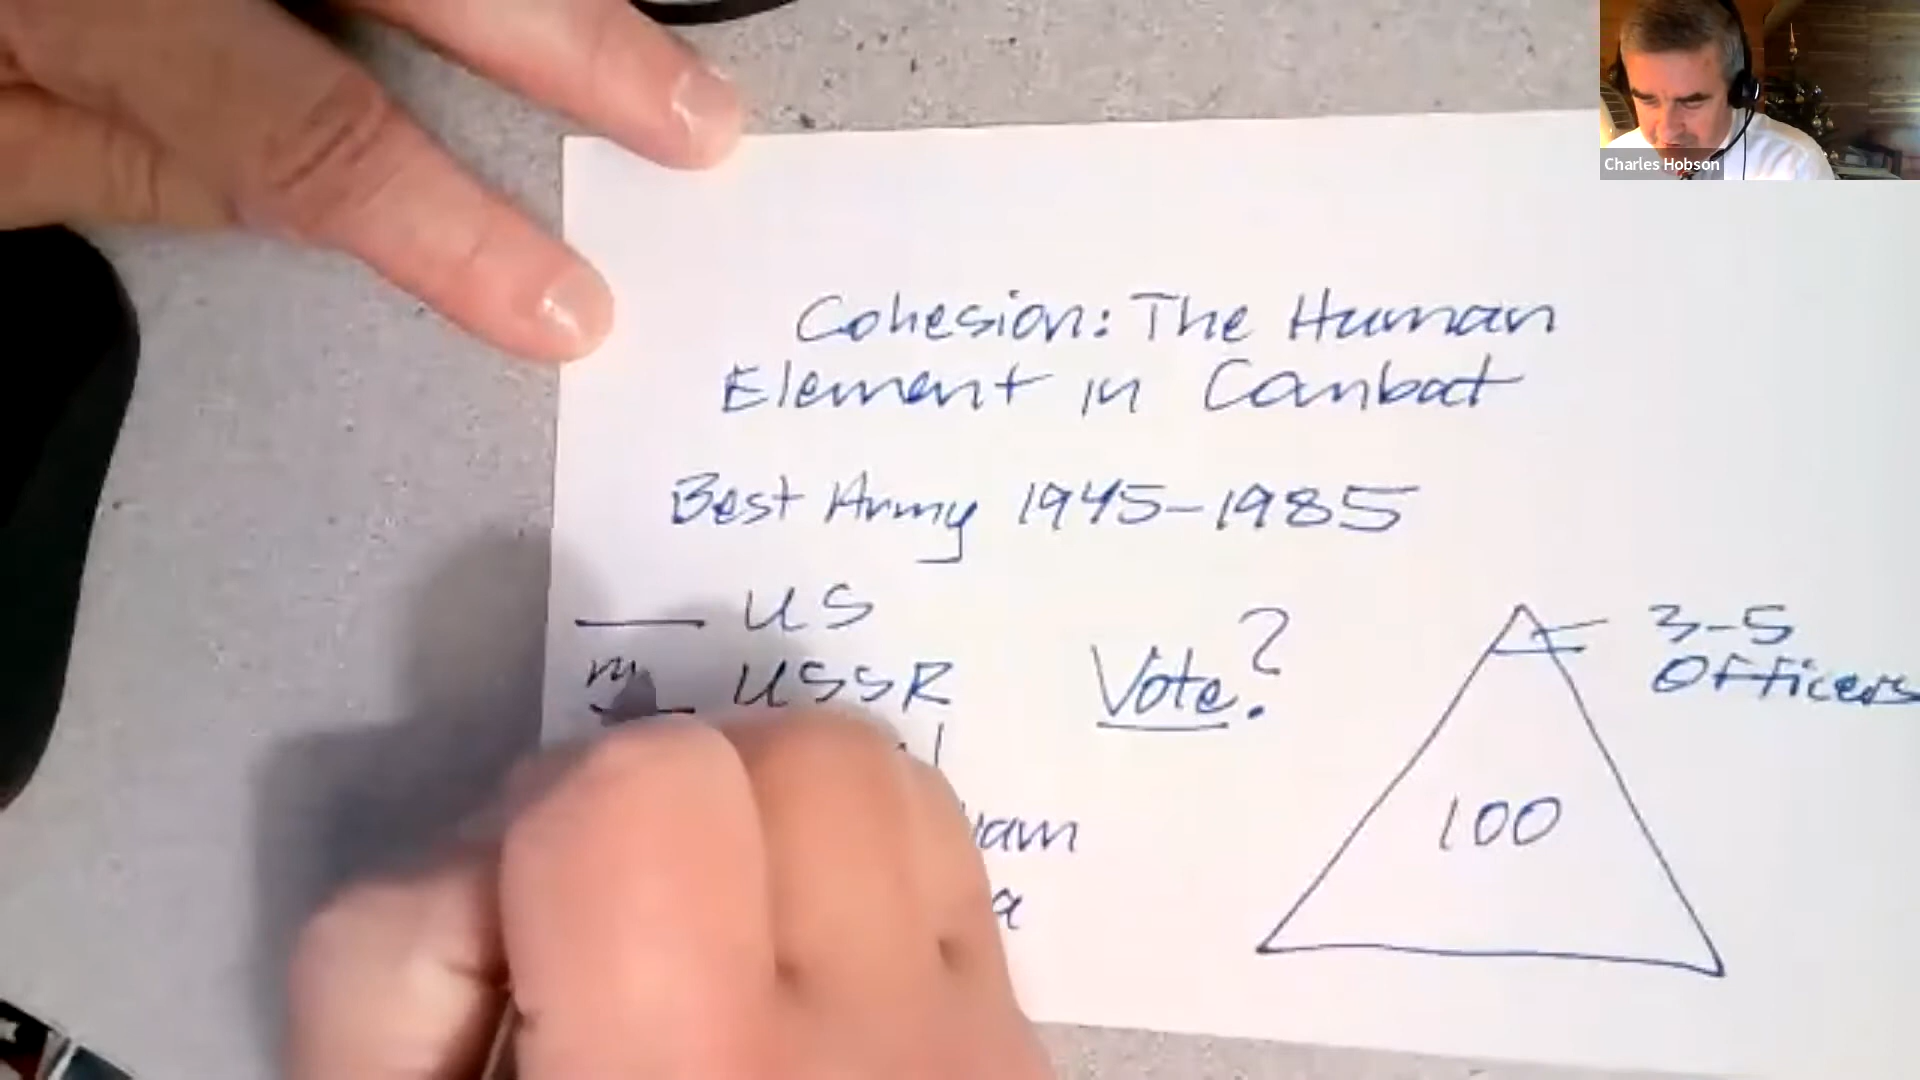 Charles Hobson
Cohesion: The Human
Element in Combat
Best Army 1945-1985
US
USSR
Vote?
3-5
Officers
100